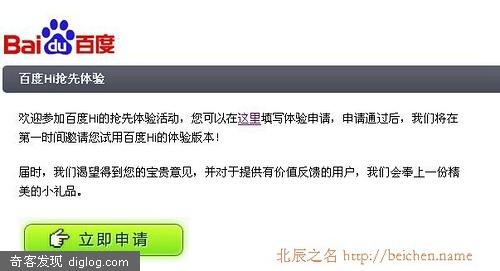 Bai du 百度
百度Hi抢先体验
欢迎参加百度Hi的抢先体验活动，您可以在这里填写体验申请，申请通过后，我们将在
第一时间邀请您试用百度Hi的体验版本！
届时，我们渴望得到您的宝贵意见，并对于提供有价值反馈的用户，我们会奉上一份精
美的小礼品。
立即申请
北辰之名 http://beichen.name
奇客发现 diglog.com